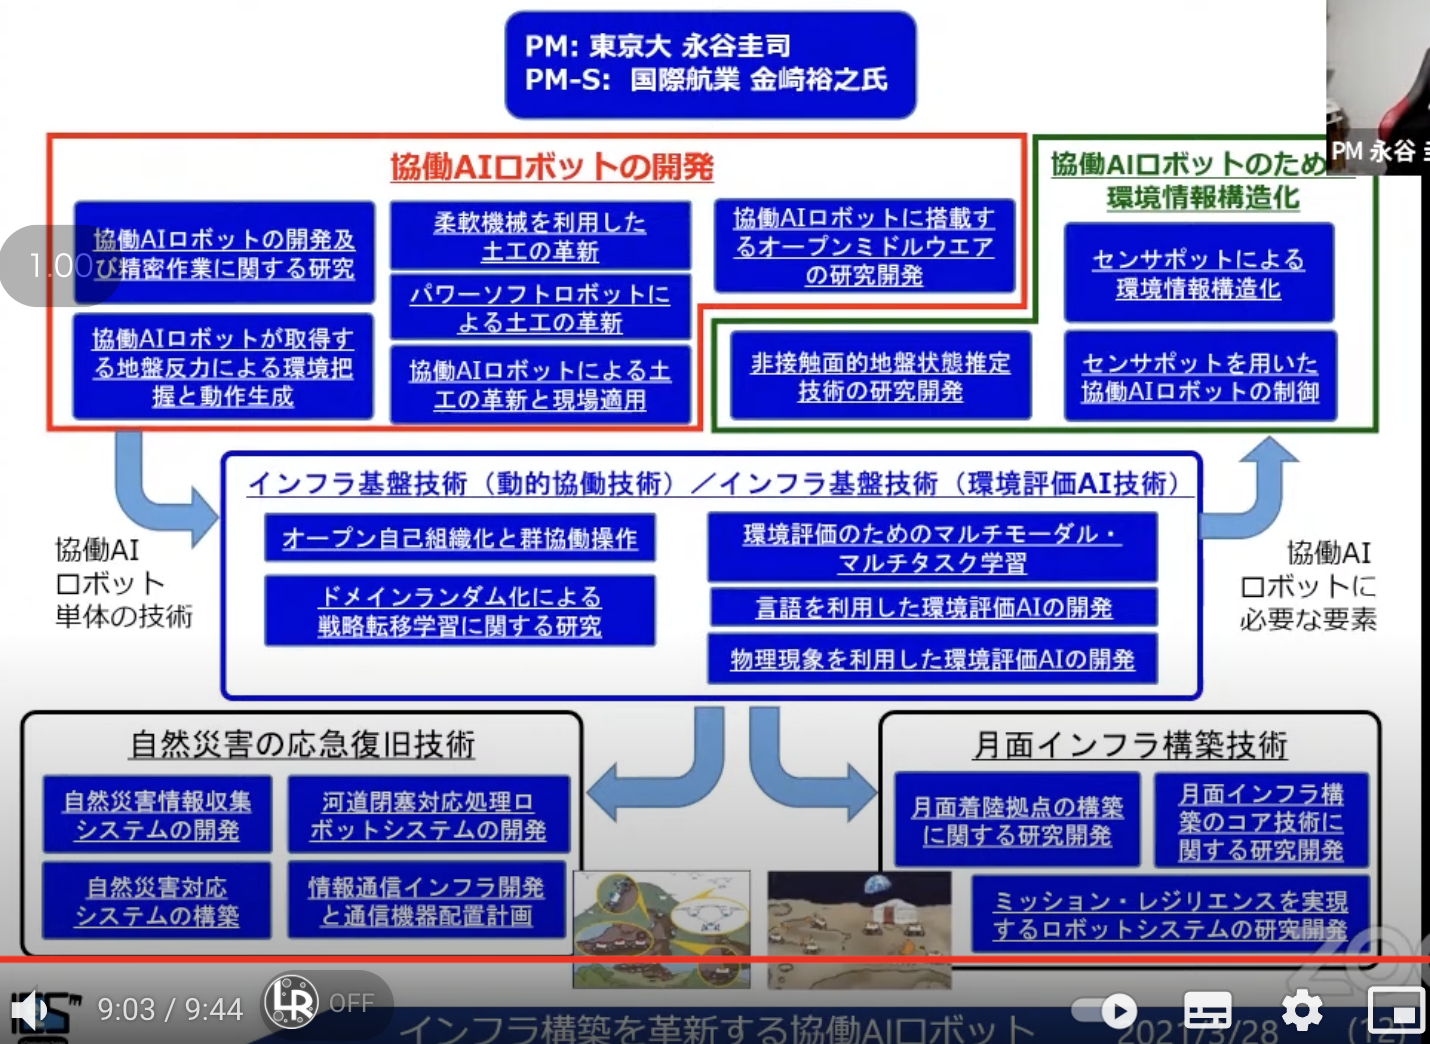 PM: 東京大 永谷圭司
PM-S: 国際航業 金崎裕之氏
PM 永谷
協働AIロボットの開発
協働AIロボットの開発及
び精密作業に関する研究
協働AIロボットが取得す
る地盤反力による環境把
握と動作生成
柔軟機械を利用した
土工の革新
パワーソフトロボットに
よる土工の革新
協働AIロボットによる土
工の革新と現場適用
協働AIロボットに搭載す
るオープンミドルウエア
の研究開発
協働AIロボットのため
環境情報構造化
センサポットによる
環境情報構造化
非接触面的地盤状態推定
技術の研究開発
センサポットを用いた
協働AIロボットの制御
1.00
協働AI
ロボット
単体の技術
インフラ基盤技術（動的協働技術）／インフラ基盤技術（環境評価AI技術）
オープン自己組織化と群協働操作
ドメインランダム化による
戦略転移学習に関する研究
環境評価のためのマルチモーダル・
マルチタスク学習
言語を利用した環境評価AIの開発
物理現象を利用した環境評価AIの開発
協働AI
ロボットに
必要な要素
自然災害の応急復旧技術
自然災害情報収集
システムの開発
河道閉塞対応処理ロ
ボットシステムの開発
自然災害対応
システムの構築
情報通信インフラ開発
と通信機器配置計画
月面インフラ構築技術
月面着陸拠点の構築
に関する研究開発
月面インフラ構
築のコア技術に
関する研究開発
ミッション・レジリエンスを実現
するロボットシステムの研究開発
9:03 / 9:44
LR OFF
インフラ構築を革新する協働AIロボット
2021/3/28
(12)